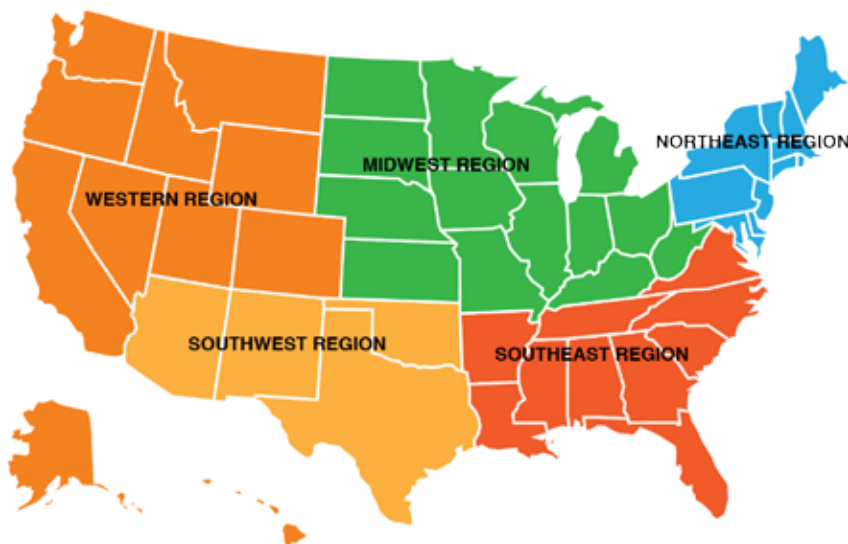 NORTHEAST REGION
MIDWEST REGION
WESTERN REGION
SOUTHWEST REGION
SOUTHEAST REGION